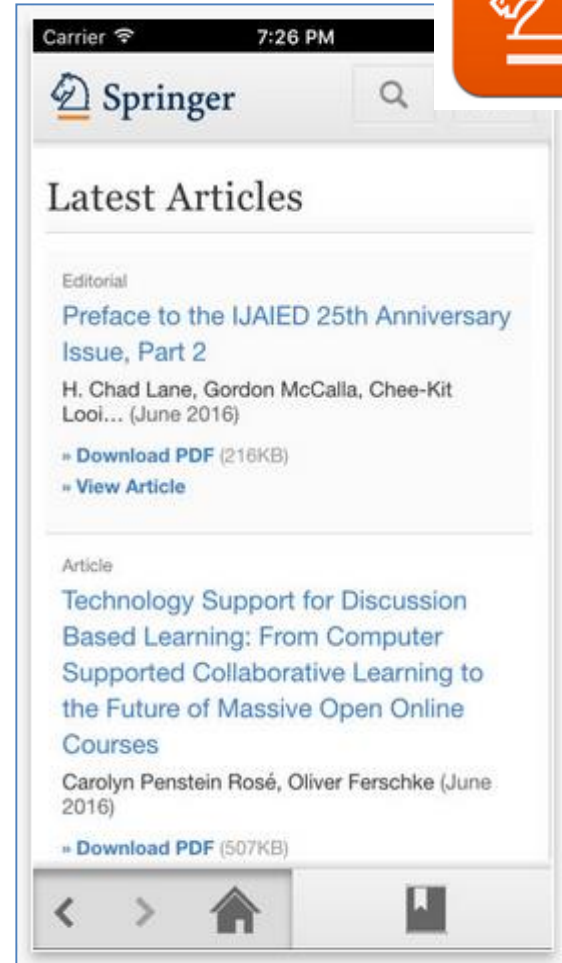 Carrier 7:26 PM
Springer
Latest Articles
Editorial
Preface to the IJAIED 25th Anniversary
Issue, Part 2
H. Chad Lane, Gordon McCalla, Chee-Kit
Looi... (June 2016)
» Download PDF (216KB)
» View Article
Article
Technology Support for Discussion
Based Learning: From Computer
Supported Collaborative Learning to
the Future of Massive Open Online
Courses
Carolyn Penstein Rosé, Oliver Ferschke (June
2016)
» Download PDF (507KB)